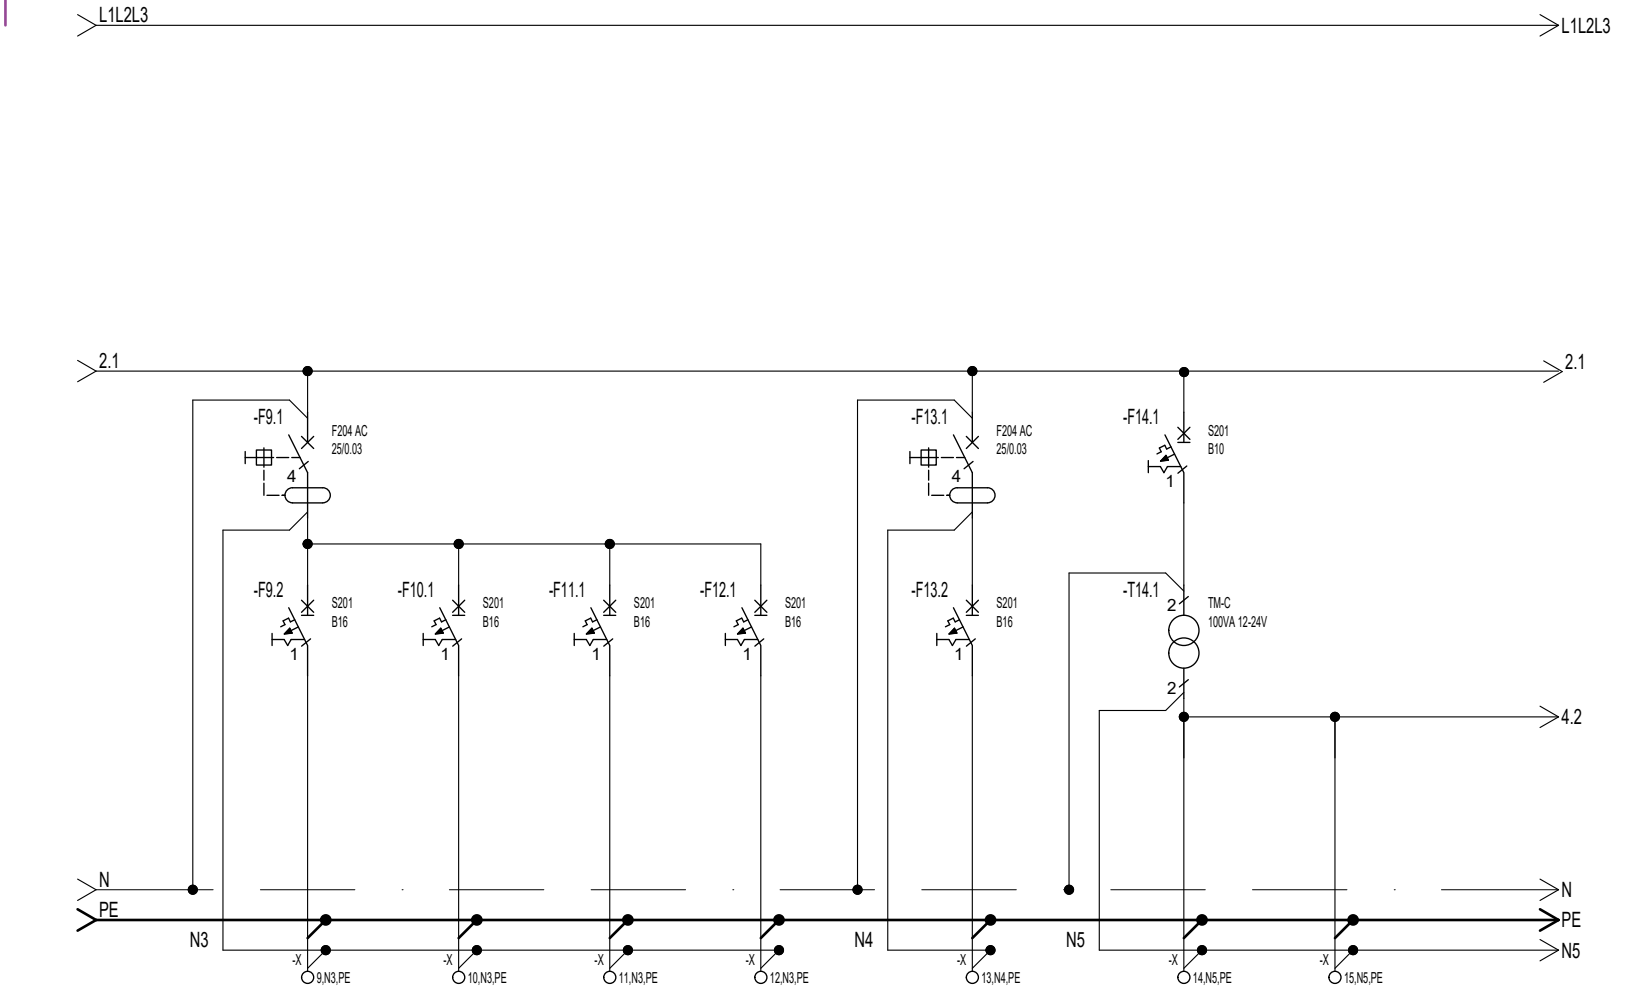 L1L2L3
L1L2L3
2.1
2.1
-F9.1
F204 AC
25/0.03
4
-F13.1
F204 AC
25/0.03
4
-F14.1
S201
B10
1
-F9.2
S201
B16
1
-F10.1
S201
B16
1
-F11.1
S201
B16
1
-F12.1
S201
B16
1
-F13.2
S201
B16
1
-T14.1
2
TM-C
100VA 12-24V
2
4.2
N
N
PE
PE
N3
N4
N5
N5
-X
9,N3,PE
-X
10,N3,PE
-X
11,N3,PE
-X
12,N3,PE
-X
13,N4,PE
-X
14,N5,PE
-X
15,N5,PE